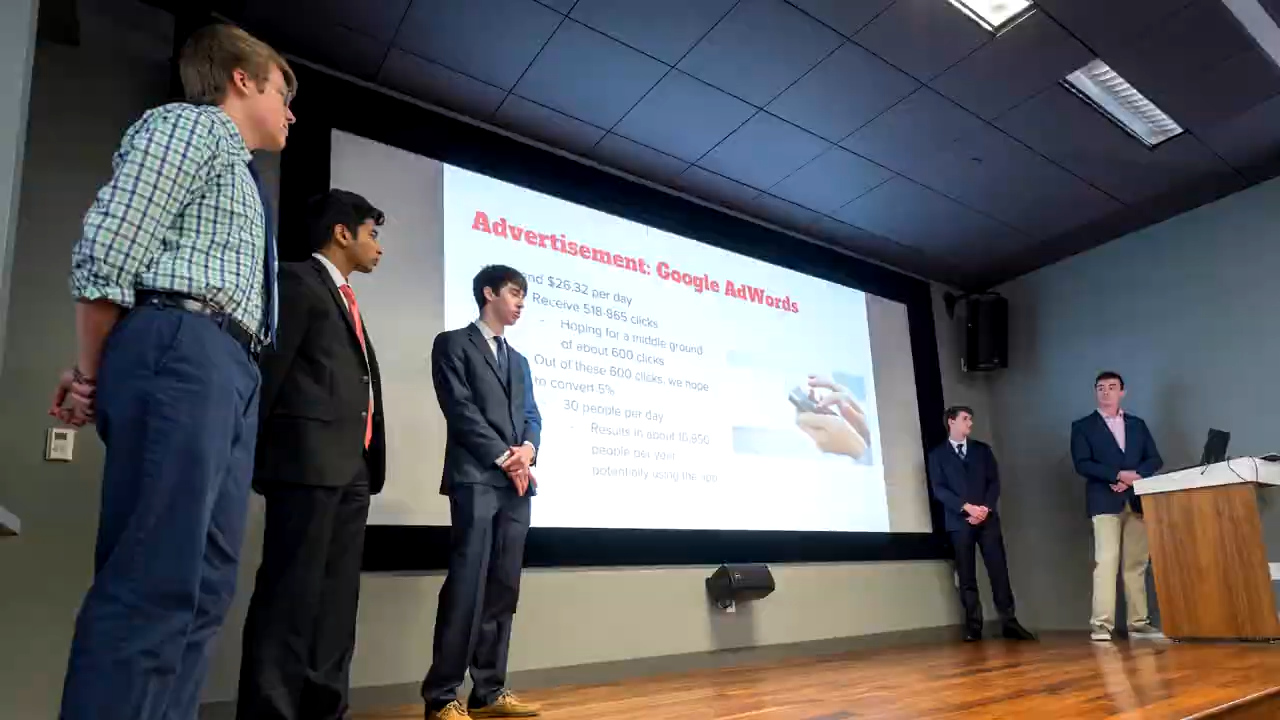 Advertisement: Google AdWords
$26.32 per day
Receive 518-865 clicks
- Hoping for a middle ground
of about 600 clicks
Out of these 600 clicks, we hope
to convert 5%
- 30 people per day
- Results in about 10,950
people per year
potentially using the app